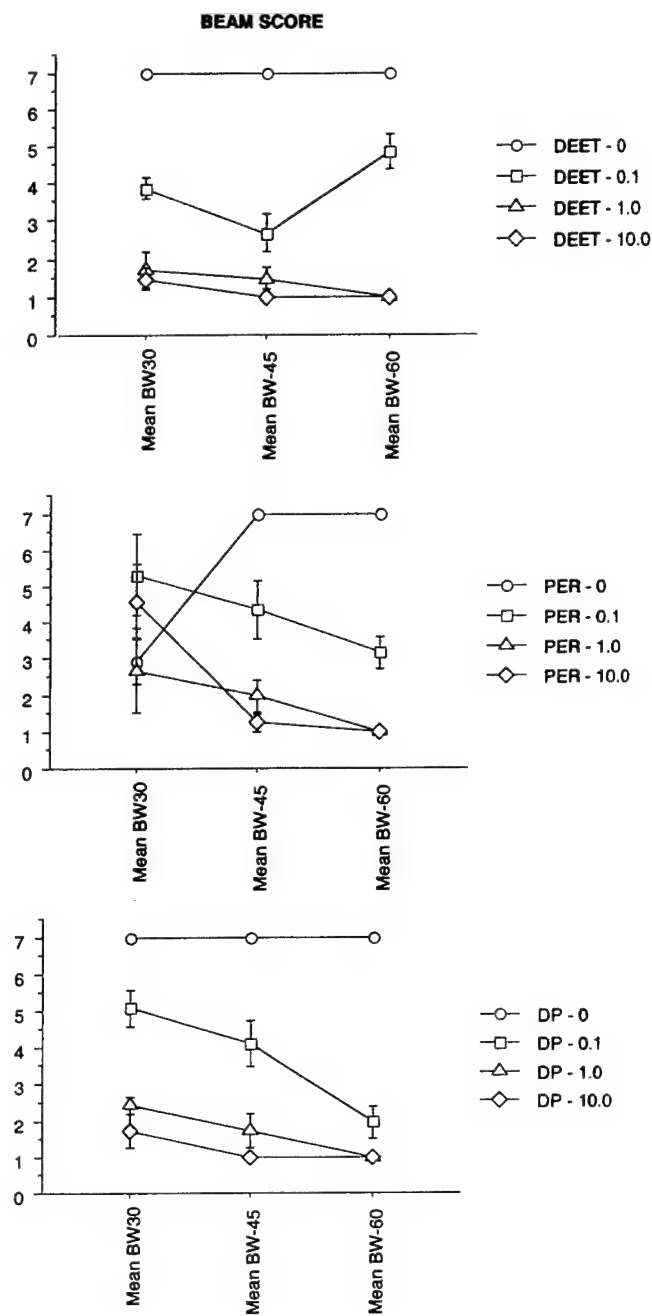 BEAM SCORE
7
6
5
4
3
2
1
0
Mean BW30
Mean BW-45
Mean BW-60
DEET - 0
DEET - 0.1
DEET - 1.0
DEET - 10.0
7
6
5
4
3
2
1
0
Mean BW30
Mean BW-45
Mean BW-60
PER - 0
PER - 0.1
PER - 1.0
PER - 10.0
7
6
5
4
3
2
1
0
Mean BW30
Mean BW-45
Mean BW-60
DP - 0
DP - 0.1
DP - 1.0
DP - 10.0